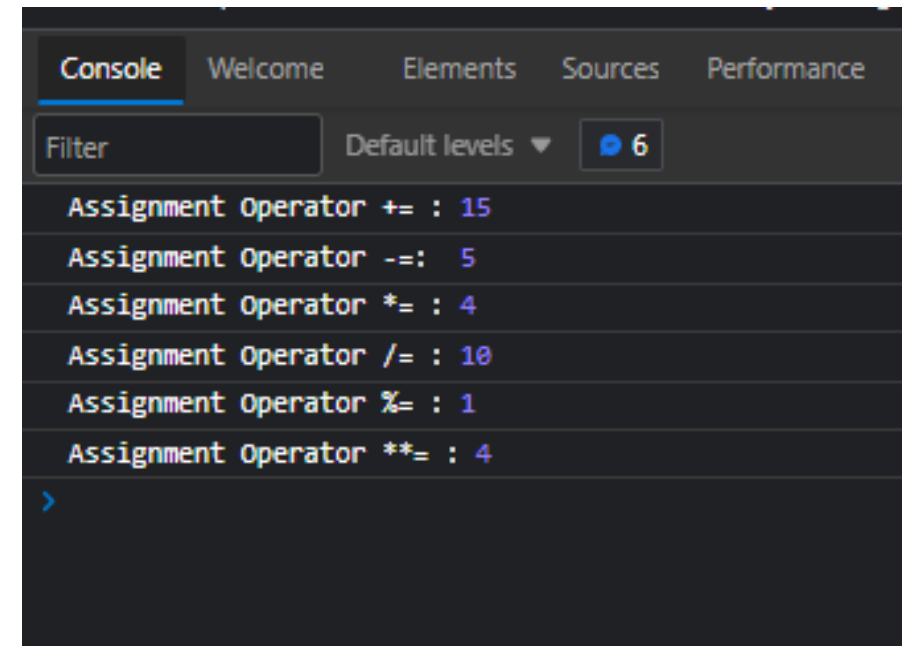 Console Welcome Elements Sources Performance
Filter Default levels ▼ 6
Assignment Operator += : 15
Assignment Operator -=:  5
Assignment Operator *= : 4
Assignment Operator /= : 10
Assignment Operator %= : 1
Assignment Operator **= : 4
>